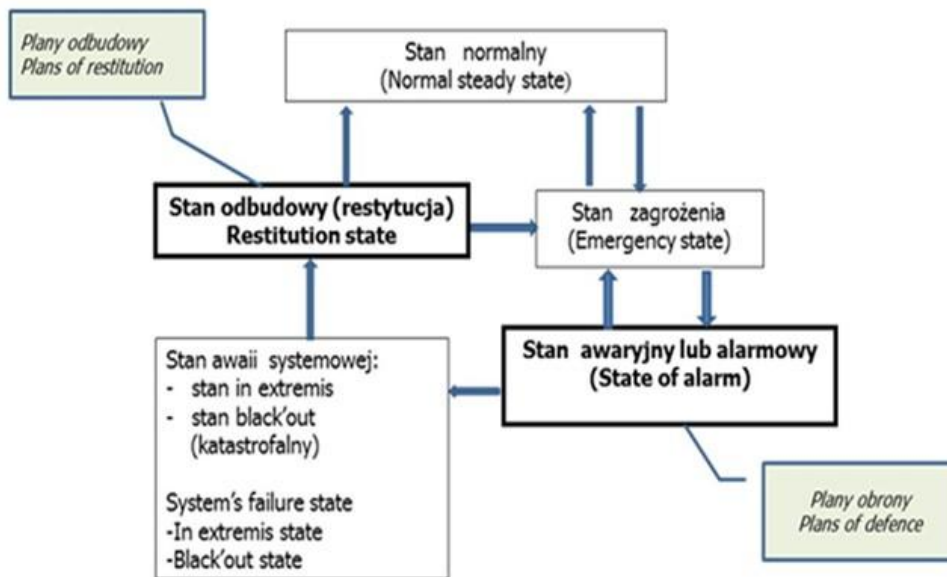 Plany odbudowy
Plans of restitution
Stan normalny
(Normal steady state)
Stan odbudowy (restytucja)
Restitution state
Stan zagrożenia
(Emergency state)
Stan awaii systemowej:
- stan in extremis
- stan black'out
(katastrofalny)
System's failure state
-In extremis state
-Black'out state
Stan awaryjny lub alarmowy
(State of alarm)
Plany obrony
Plans of defence